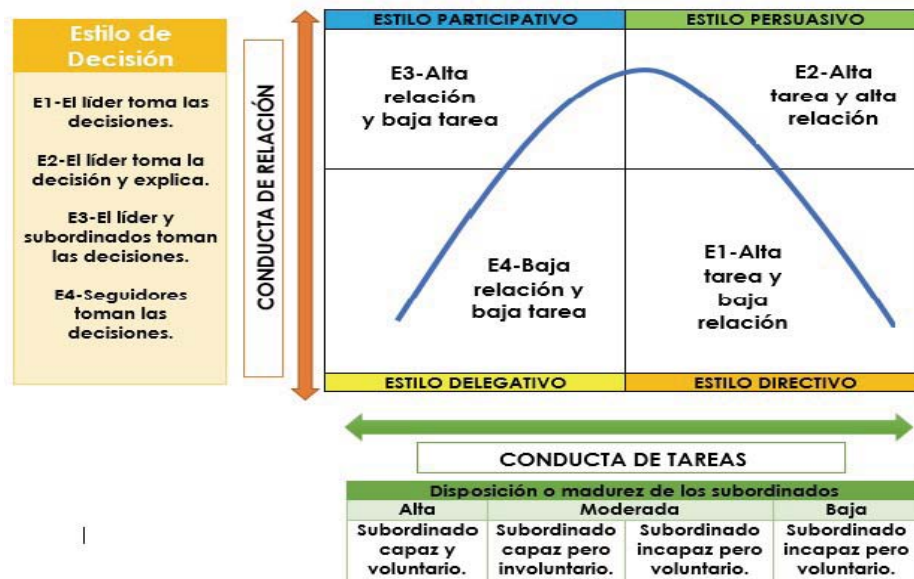 Estilo de
Decisión
E1-El líder toma las
decisiones.
E2-El líder toma la
decisión y explica.
E3-El líder y
subordinados toman
las decisiones.
E4-Seguidores
toman las
decisiones.
CONDUCTA DE RELACIÓN
ESTILO PARTICIPATIVO
ESTILO PERSUASIVO
E3-Alta
relación
y baja tarea
E2-Alta
tarea y alta
relación
E4-Baja
relación y
baja tarea
E1-Alta
tarea y
baja
relación
ESTILO DELEGATIVO
ESTILO DIRECTIVO
CONDUCTA DE TAREAS
Disposición o madurez de los subordinados
Alta
Moderada
Baja
Subordinado
capaz y
voluntario.
Subordinado
capaz pero
involuntario.
Subordinado
incapaz pero
voluntario.
Subordinado
incapaz pero
voluntario.